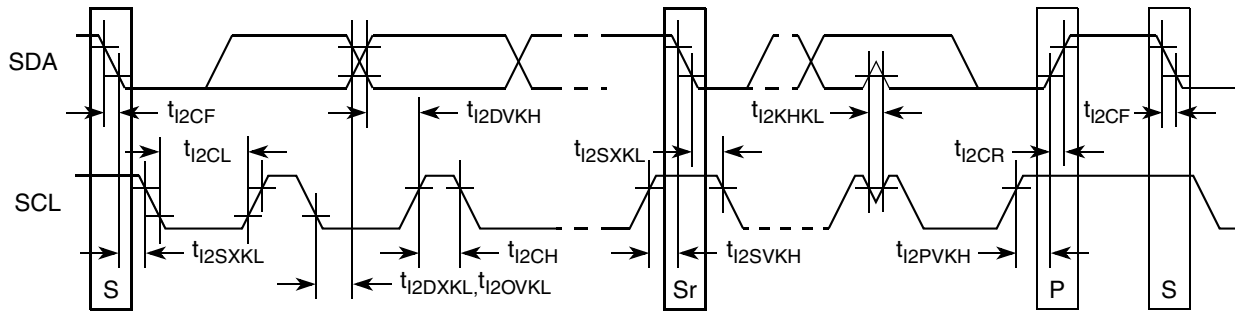 SDA
tI2CF
tI2DVKH
tI2KHKL
tI2CF
tI2CL
tI2SXKL
tI2CR
SCL
tI2SXKL
tI2CH
tI2SVKH
tI2PVKH
tI2DXKL,tI2OVKL
S
Sr
P
S